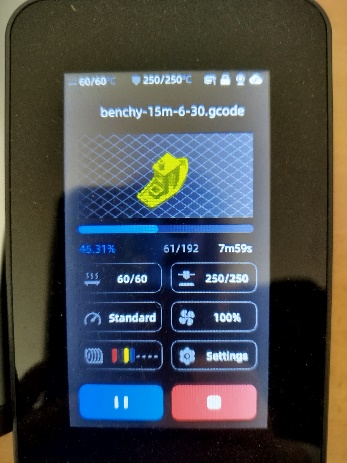 60/60°C 250/250°C
benchy-15m-6-30.gcode
45.31% 61/192 7m59s
60/60 250/250
Standard 100%
Settings